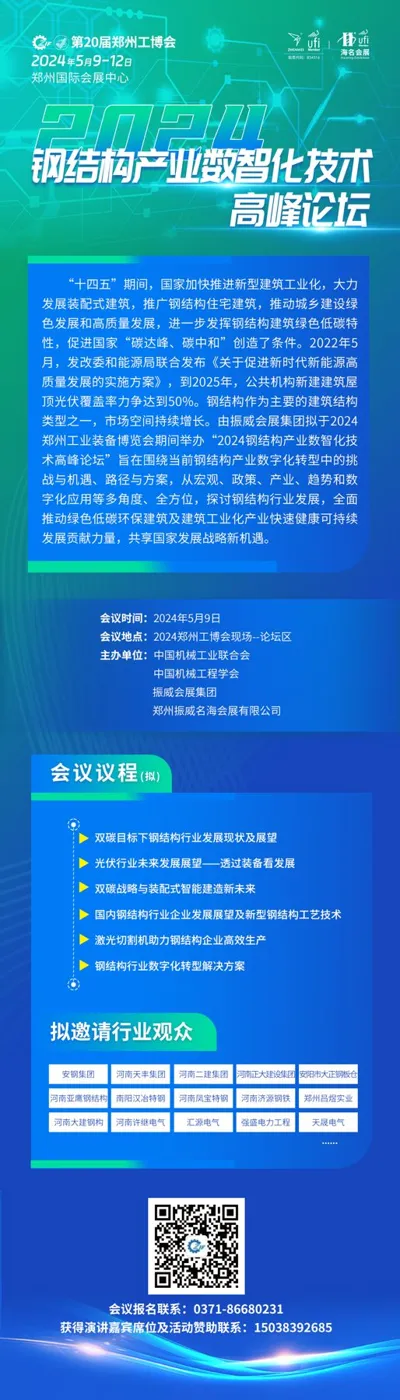 第20届郑州工博会
2024年5月9-12日
郑州国际会展中心
ufi
海名会展
ufi
2024
钢结构产业数智化技术
高峰论坛
“十四五”期间，国家加快推进新型建筑工业化，大力
发展装配式建筑，推广钢结构住宅建筑，推动城乡建设绿
色发展和高质量发展，进一步发挥钢结构建筑绿色低碳特
性，促进国家“碳达峰、碳中和”创造了条件。2022年5
月，发改委和能源局联合发布《关于促进新时代新能源高
质量发展的实施方案》，到2025年，公共机构新建建筑屋
顶光伏覆盖率力争达到50%。钢结构作为主要的建筑结构
类型之一，市场空间持续增长。由振威会展集团拟于2024
郑州工业装备博览会期间举办“2024钢结构产业数智化技
术高峰论坛”旨在围绕当前钢结构产业数字化转型中的挑
战与机遇、路径与方案，从宏观、政策、产业、趋势和数
字化应用等多角度、全方位，探讨钢结构行业发展，全面
推动绿色低碳环保建筑及建筑工业化产业快速健康可持续
发展贡献力量，共享国家发展战略新机遇。
会议时间：2024年5月9日
会议地点：2024郑州工博会现场--论坛区
主办单位：中国机械工业联合会
中国机械工程学会
振威会展集团
郑州振威名海会展有限公司
会议议程(拟)
双碳目标下钢结构行业发展现状及展望
光伏行业未来发展展望——透过装备看发展
双碳战略与装配式智能建造新未来
国内钢结构行业企业发展展望及新型钢结构工艺技术
激光切割机助力钢结构企业高效生产
钢结构行业数字化转型解决方案
拟邀请行业观众
安钢集团 河南天丰集团 河南二建集团 河南正大建设集团 安阳市大正钢板仓
河南亚鹰钢结构 南阳汉冶特钢 河南凤宝特钢 河南济源钢铁 郑州吕煜实业
河南大建钢构 河南许继电气 汇源电气 强盛电力工程 天晟电气
······
会议报名联系：0371-86680231
获得演讲嘉宾席位及活动赞助联系：15038392685